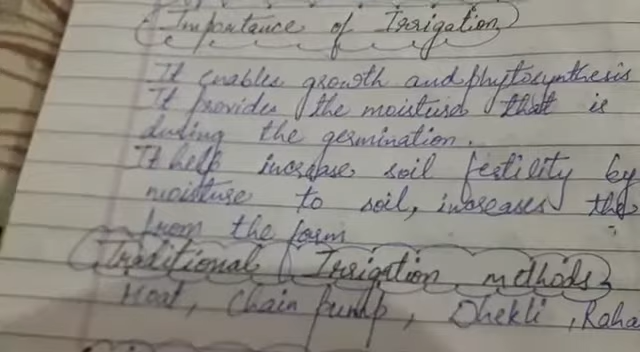 Importance of Irrigation
It enables growth and phytosynthesis
It provides the moisture that is
during the germination.
It help increase soil fertility by
moisture to soil, increases the
from the form
Traditional Irrigation methods
Moat, Chain pump, Dhekli, Raha